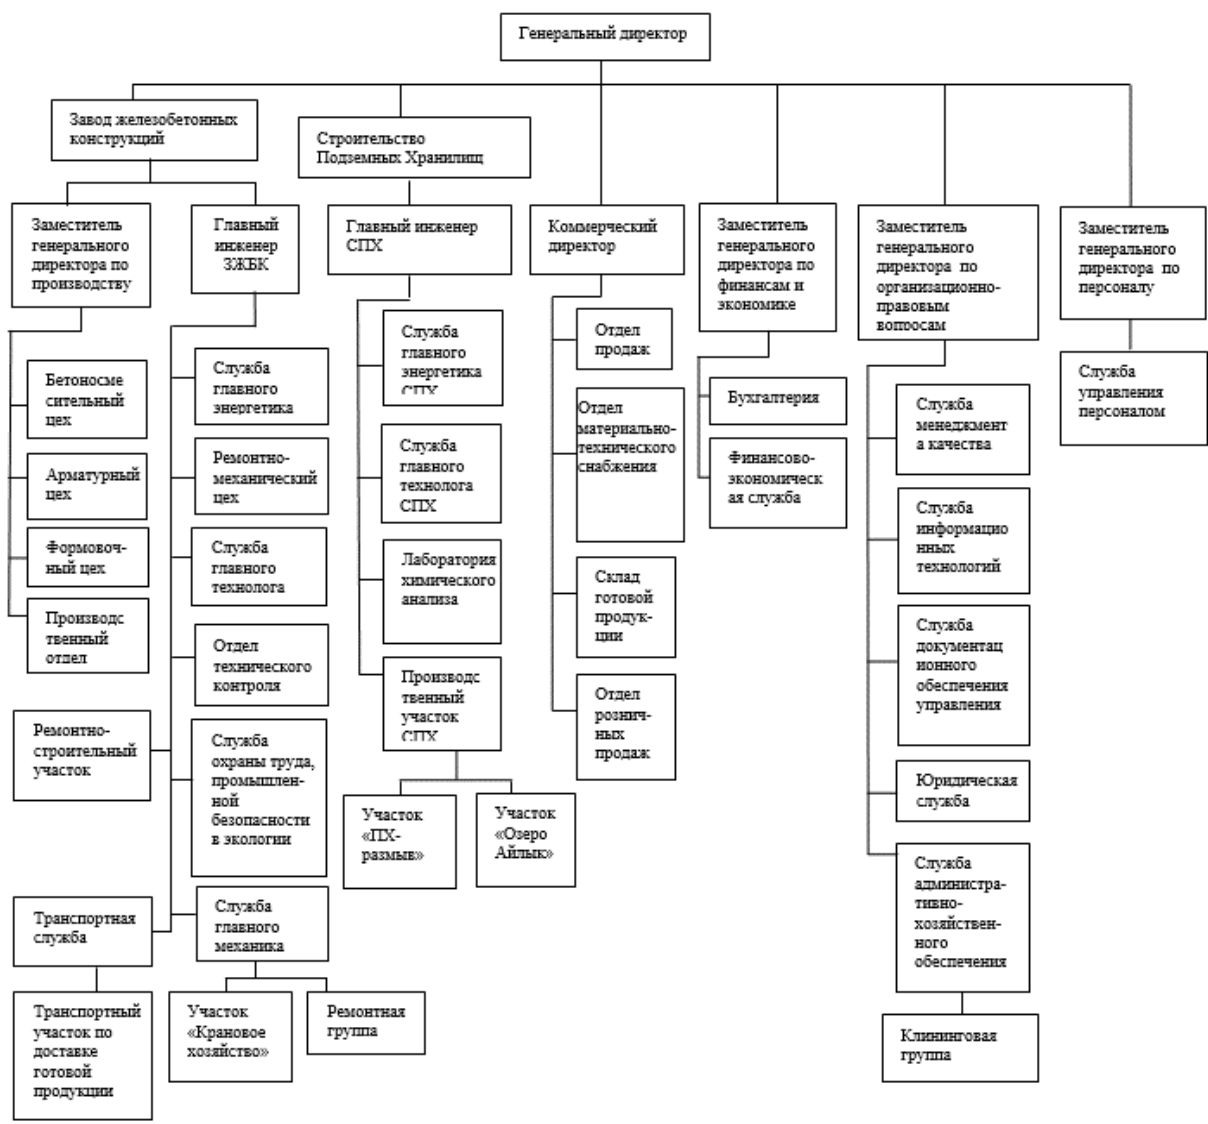 Генеральный директор
Завод железобетонных
конструкций
Строительство
Подземных Хранилищ
Заместитель
генерального
директора по
производству
Главный
инженер
ЗЖБК
Главный инженер
СПХ
Коммерческий
директор
Заместитель
генерального
директора по
финансам и
экономике
Заместитель
генерального
директора по
организационно-
правовым
вопросам
Заместитель
генерального
директора по
персоналу
Бетоносме
сительный
цех
Арматурный
цех
Формовоч-
ный цех
Производс
твенный
отдел
Ремонтно-
строительный
участок
Транспортная
служба
Транспортный
участок по
доставке
готовой
продукции
Служба
главного
энергетика
Ремонтно-
механический
цех
Служба
главного
технолога
Отдел
технического
контроля
Служба
охраны труда,
промышлен-
ной
безопасности
в экологии
Служба
главного
механика
Участок
«Крановое
хозяйство»
Ремонтная
группа
Служба
главного
энергетика
СПХ
Служба
главного
технолога
СПХ
Лаборатория
химического
анализа
Производс
твенный
участок
СПХ
Участок
«ПХ-
размыв»
Участок
«Озеро
Айлык»
Отдел
продаж
Отдел
материально-
технического
снабжения
Склад
готовой
продук-
ции
Отдел
рознич-
ных
продаж
Бухгалтерия
Финансово-
экономическ
ая служба
Служба
менеджмент
а качества
Служба
информацио
нных
технологий
Служба
документац
ионного
обеспечения
управления
Юридическая
служба
Служба
администра-
тивно-
хозяйствен-
ного
обеспечения
Клининговая
группа
Служба
управления
персоналом